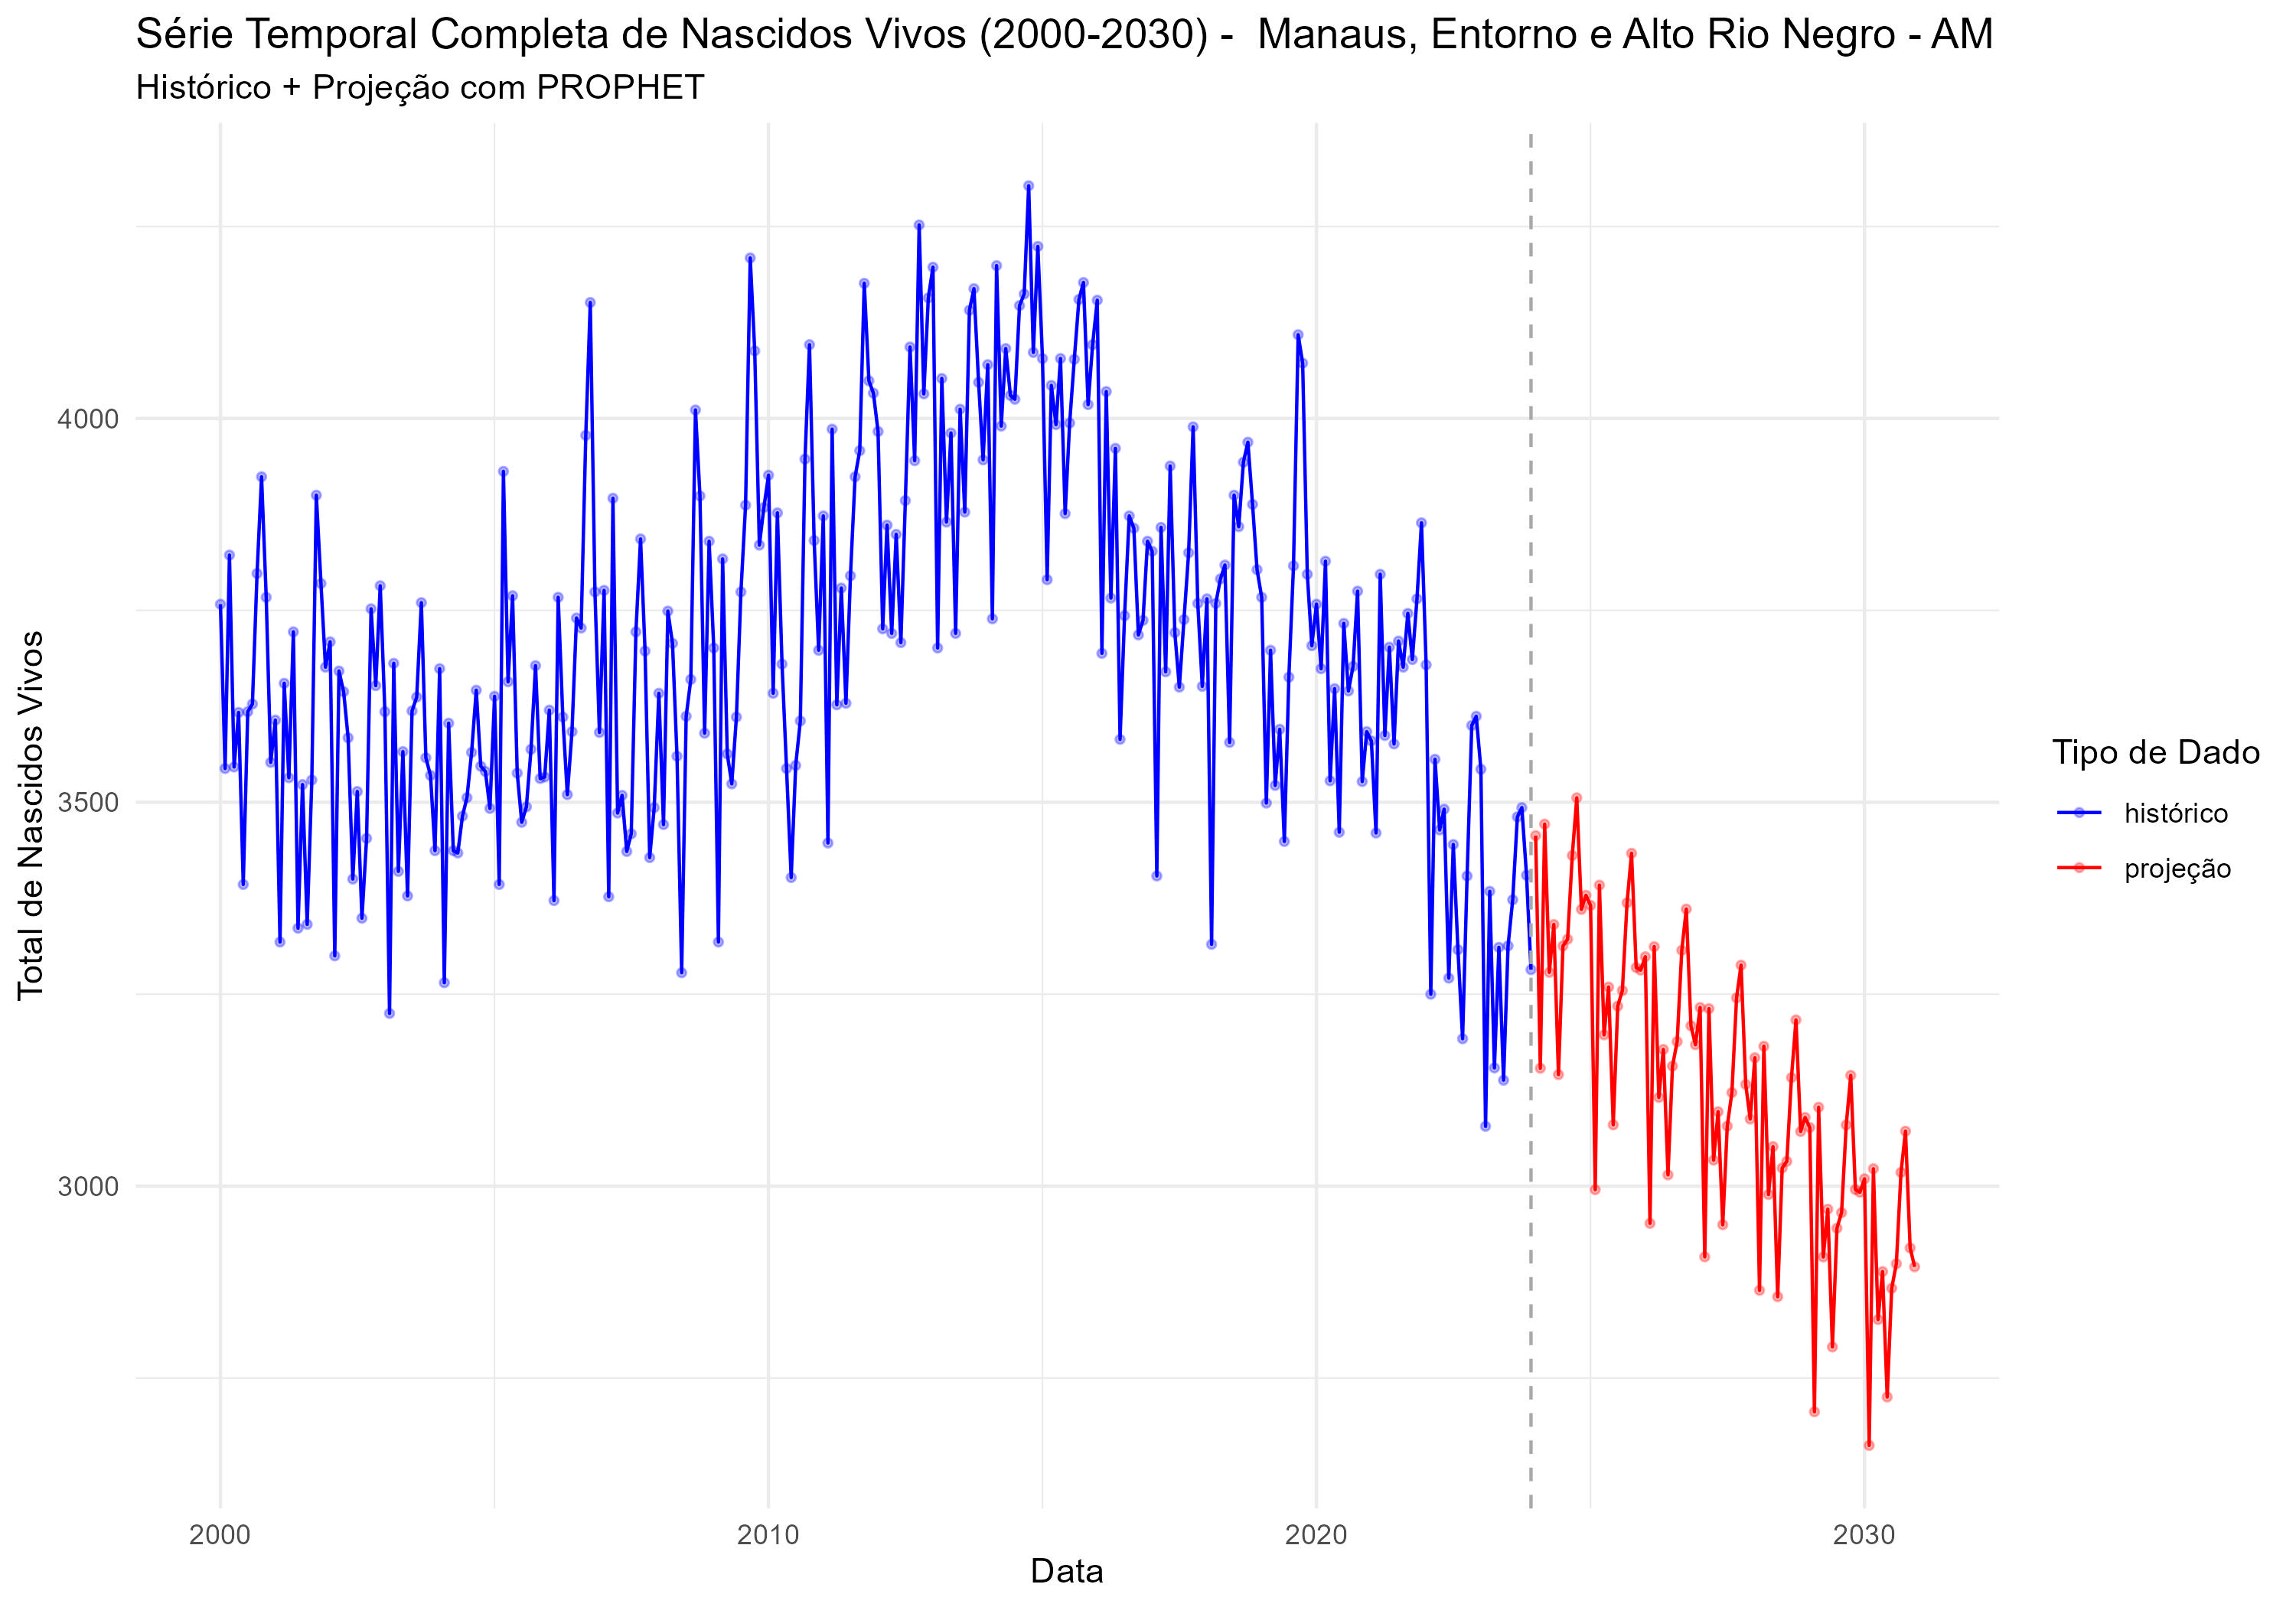 Série Temporal Completa de Nascidos Vivos (2000-2030) -  Manaus, Entorno e Alto Rio Negro - AM
Histórico + Projeção com PROPHET
Total de Nascidos Vivos
4000
3500
3000
2000
2010
2020
2030
Data
Tipo de Dado
histórico
projeção